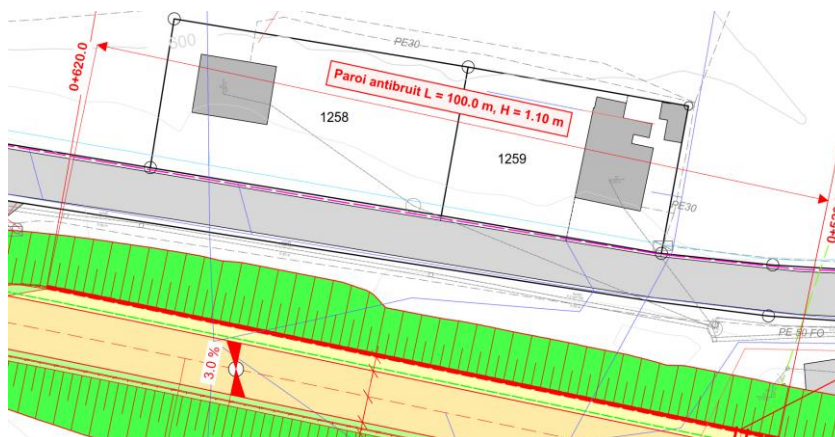 500
PE30
0+620.0
Paroi antibruit L = 100.0 m, H = 1.10 m
1258
1259
PE30
PE 50 FO
3.0 %